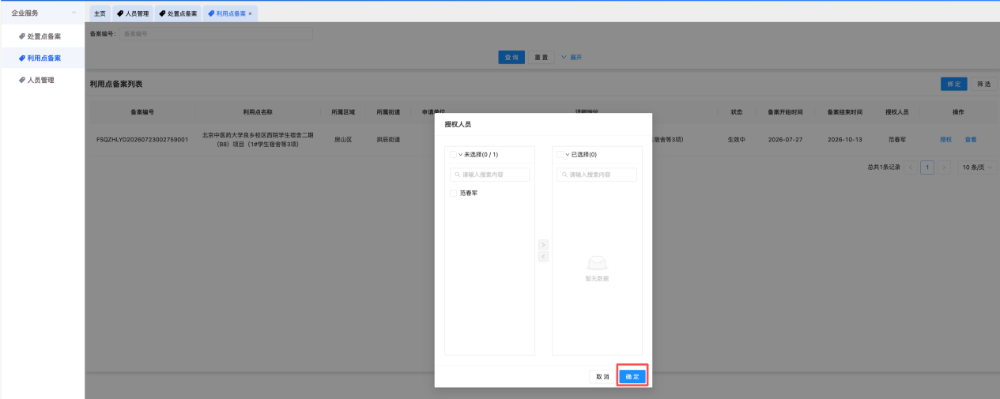 企业服务
处置点备案
利用点备案
人员管理
主页 人员管理 处置点备案 利用点备案 ×
备案编号： 备案编号
查 询 重 置 展开
利用点备案列表
绑 定 筛 选
备案编号 利用点名称 所属区域 所属街道 申请单位 详细地址 状态 备案开始时间 备案结束时间 授权人员 操作
FSQZHLYD20260723002759001 北京中医药大学良乡校区西院学生宿舍二期 房山区 拱辰街道 宿舍等3项) 生效中 2026-07-27 2026-10-13 范春军 授权 查看
（B8）项目（1#学生宿舍等3项）
总共1条记录 < 1 > 10 条/页
授权人员
未选择(0 / 1)
请输入搜索内容
范春军
>
<
已选择(0)
请输入搜索内容
暂无数据
取 消 确 定